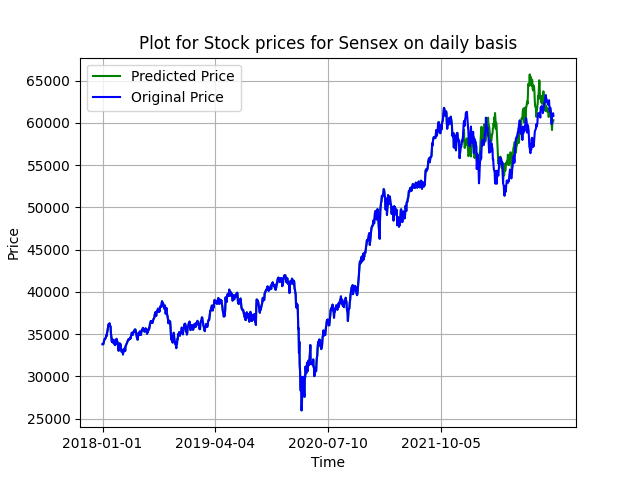 Plot for Stock prices for Sensex on daily basis
Predicted Price
Original Price
65000
60000
55000
50000
45000
40000
35000
30000
25000
Price
2018-01-01 2019-04-04 2020-07-10 2021-10-05
Time